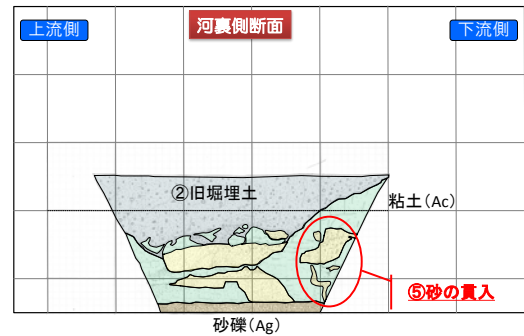 上流側
河裏側断面
下流側
②旧堀埋土
粘土(Ac)
⑤砂の貫入
砂礫(Ag)